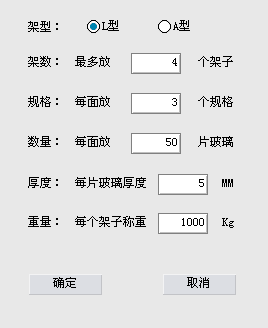 架型： L型 A型
架数： 最多放 4 个架子
规格： 每面放 3 个规格
数量： 每面放 50 片玻璃
厚度： 每片玻璃厚度 5 MM
重量： 每个架子称重 1000 Kg
确定 取消